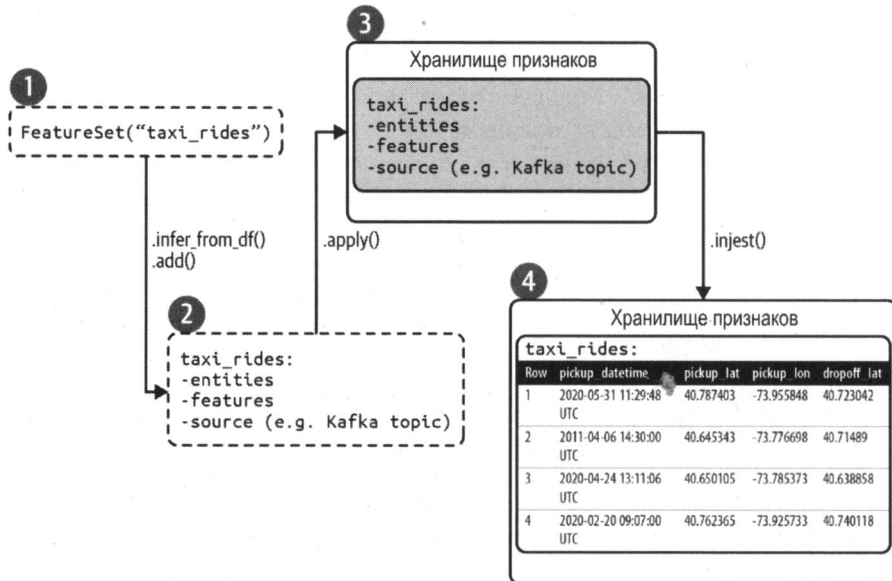 1
FeatureSet(“taxi_rides”)
.infer_from_df()
.add()
2
taxi_rides:
-entities
-features
-source (e.g. Kafka topic)
.apply()
3
Хранилище признаков
taxi_rides:
-entities
-features
-source (e.g. Kafka topic)
.injest()
4
Хранилище признаков
taxi_rides:
Row pickup_datetime pickup_lat pickup_lon dropoff_lat
1 2020-05-31 11:29:48 40.787403 -73.955848 40.723042
UTC
2 2011-04-06 14:30:00 40.645343 -73.776698 40.71489
UTC
3 2020-04-24 13:11:06 40.650105 -73.785373 40.638858
UTC
4 2020-02-20 09:07:00 40.762365 -73.925733 40.740118
UTC